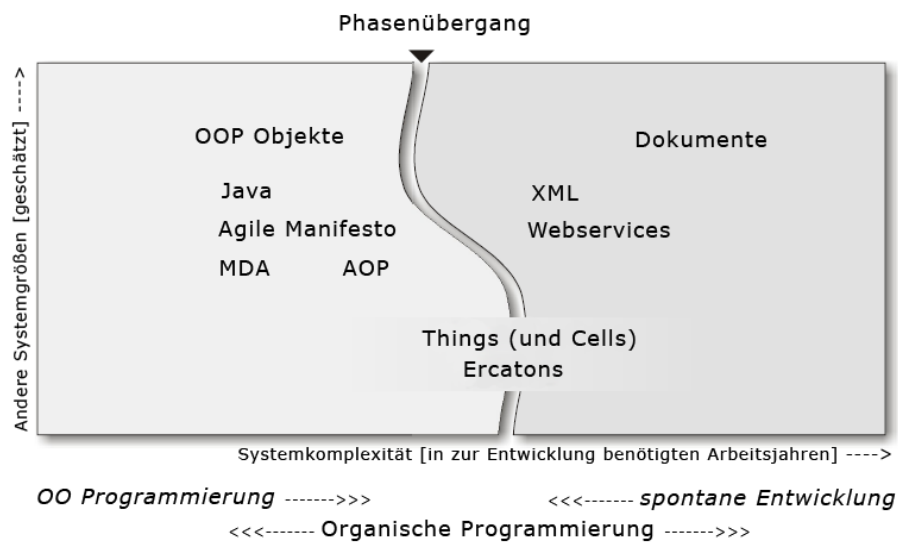 Phasenübergang
OOP Objekte
Dokumente
Java
XML
Agile Manifesto
Webservices
MDA AOP
Things (und Cells)
Ercatons
Andere Systemgrößen [geschätzt] ---->
Systemkomplexität [in zur Entwicklung benötigten Arbeitsjahren] ---->
OO Programmierung ------->>> <<<------- spontane Entwicklung
<<<------- Organische Programmierung ------->>>